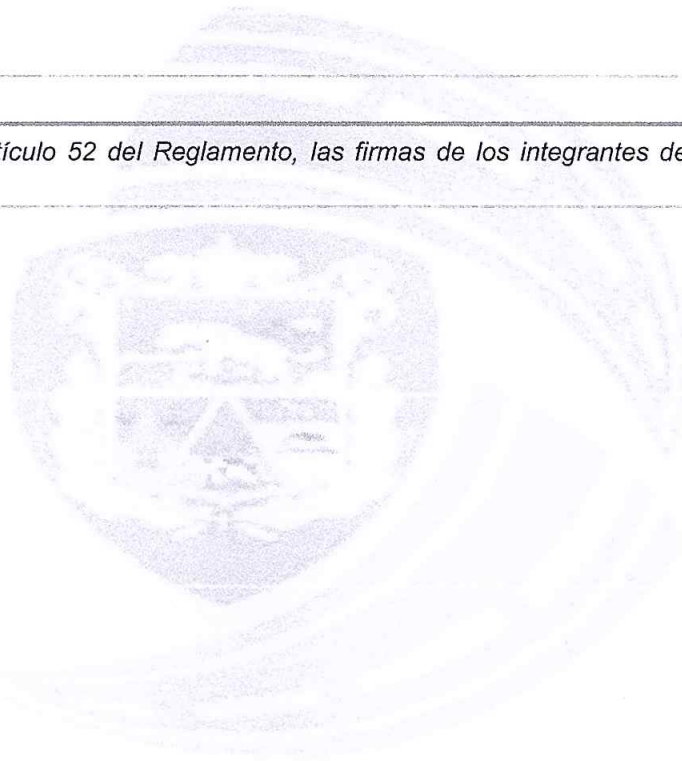 tículo 52 del Reglamento, las firmas de los integrantes de